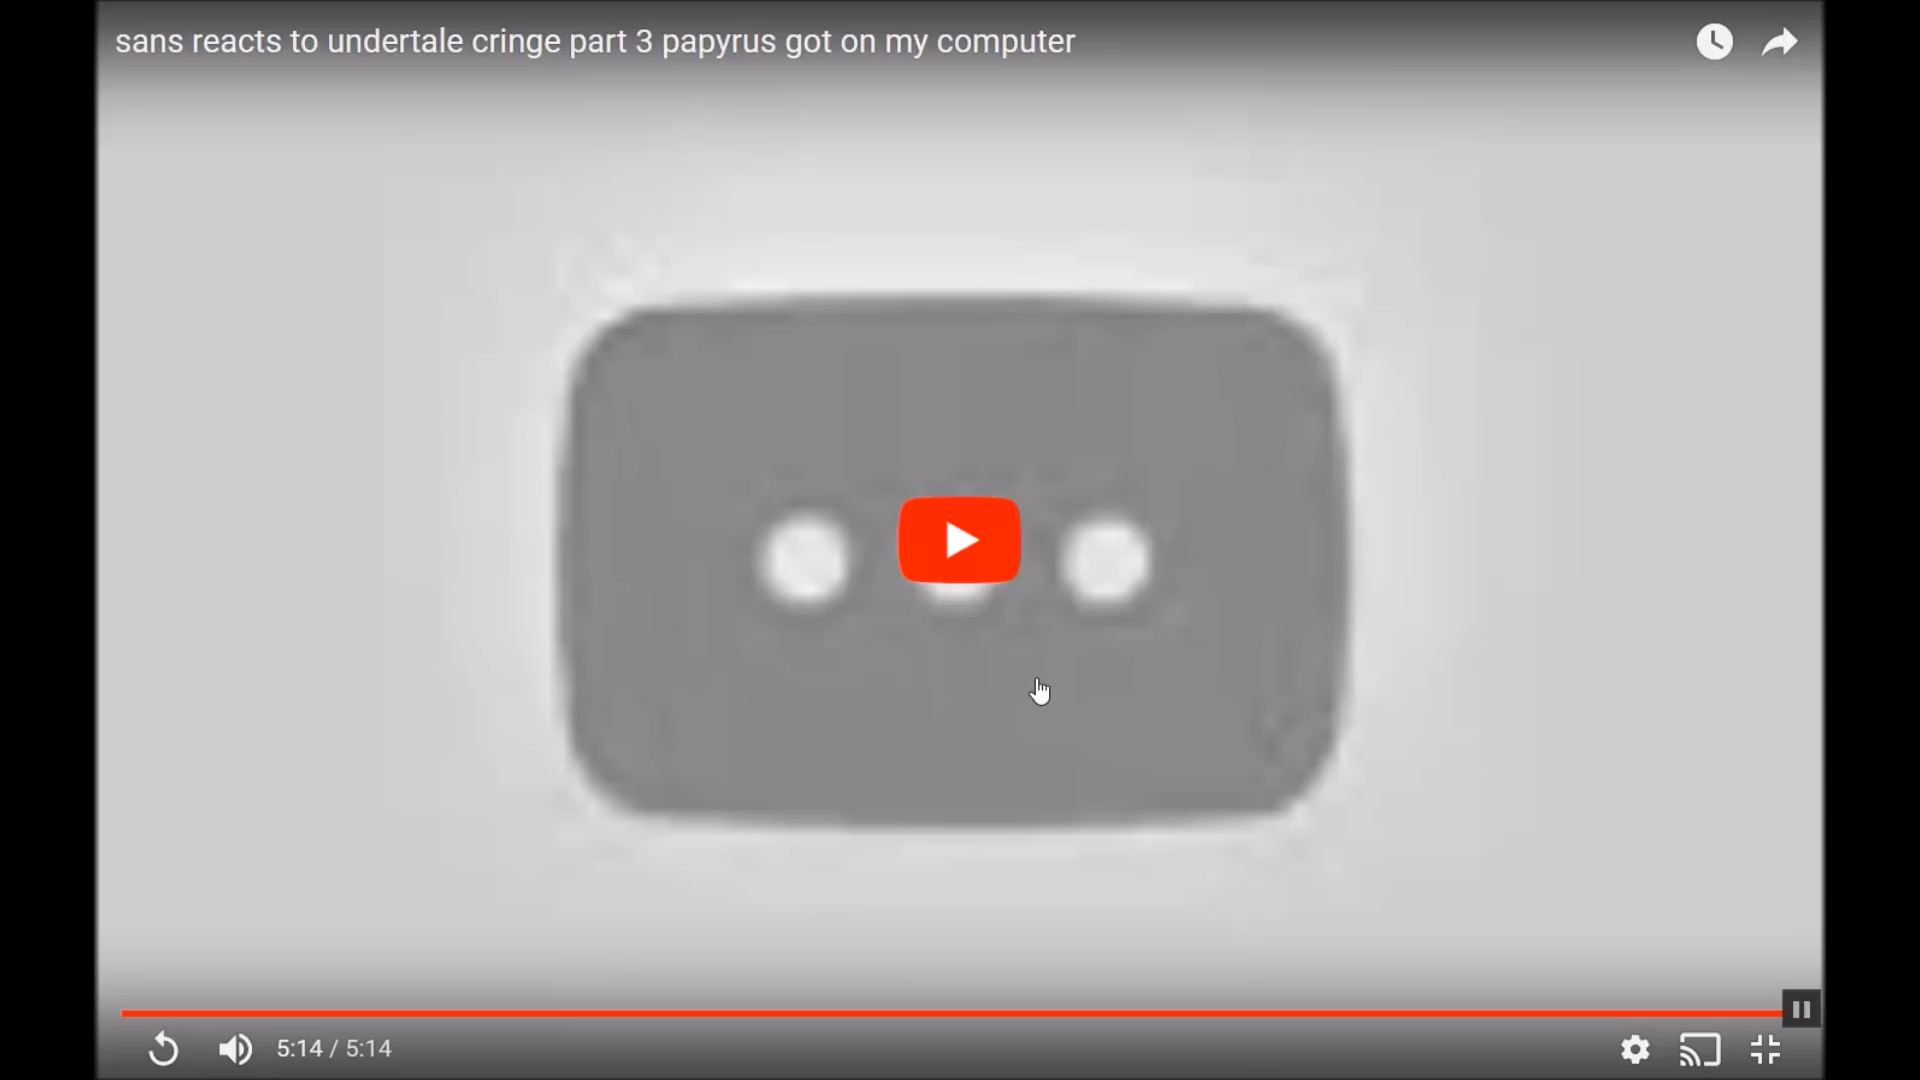 sans reacts to undertale cringe part 3 papyrus got on my computer
5:14 / 5:14